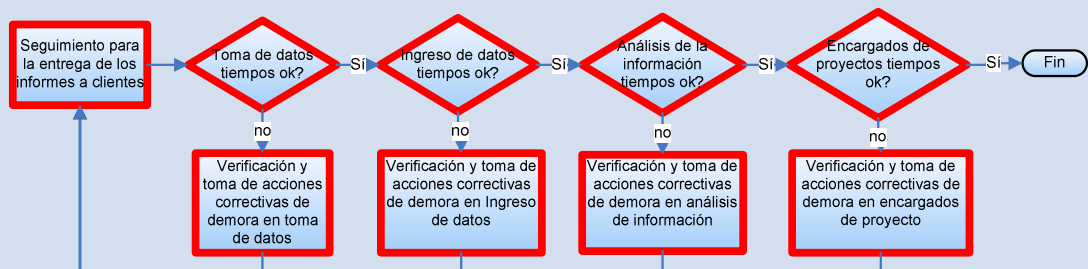 Seguimiento para
la entrega de los
informes a clientes
Toma de datos
tiempos ok?
Sí
Ingreso de datos
tiempos ok?
Sí
Análisis de la
información
tiempos ok?
Sí
Encargados de
proyectos tiempos
ok?
Sí
Fin
no
no
no
no
Verificación y
toma de acciones
correctivas de
demora en toma
de datos
Verificación y toma de
acciones correctivas
de demora en Ingreso
de datos
Verificación y toma de
acciones correctivas
de demora en análisis
de información
Verificación y toma de
acciones correctivas de
demora en encargados
de proyecto